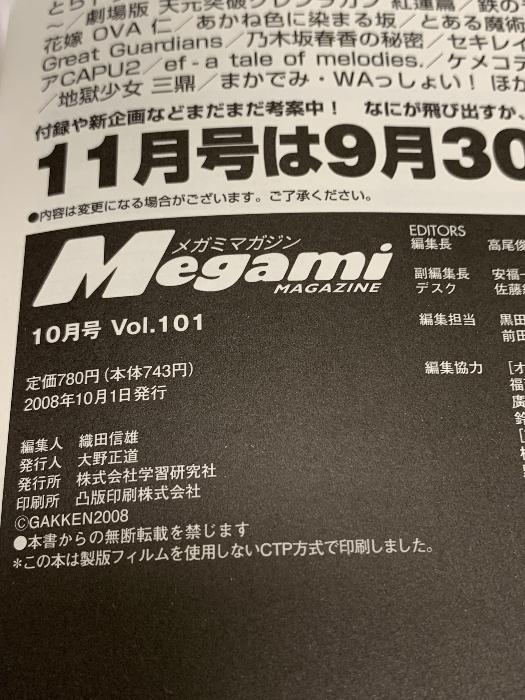 ～／劇場版 天元突破グレンラガン 紅蓮篇／鉄の
花嫁 OVA 仁／あかね色に染まる坂／とある魔術
Great Guardians／乃木坂春香の秘密／セキレイ
アCAPU2／ef - a tale of melodies.／ケメコデ
／地獄少女 三鼎／まかでみ・WAっしょい！ ほか
付録や新企画などまだまだ考案中！ なにが飛び出すか、
11月号は9月30
●内容は変更になる場合がございます。ご了承ください。
メガミマガジン
Megami
MAGAZINE
10月号 Vol.101
定価780円（本体743円）
2008年10月1日発行
編集人 織田信雄
発行人 大野正道
発行所 株式会社学習研究社
印刷所 凸版印刷株式会社
©GAKKEN2008
●本書からの無断転載を禁じます
＊この本は製版フィルムを使用しないCTP方式で印刷しました。
EDITORS
編集長 高尾俊
副編集長 安福一
デスク 佐藤
編集担当 黒田
前田
編集協力 ［オ
福
廣
鈴